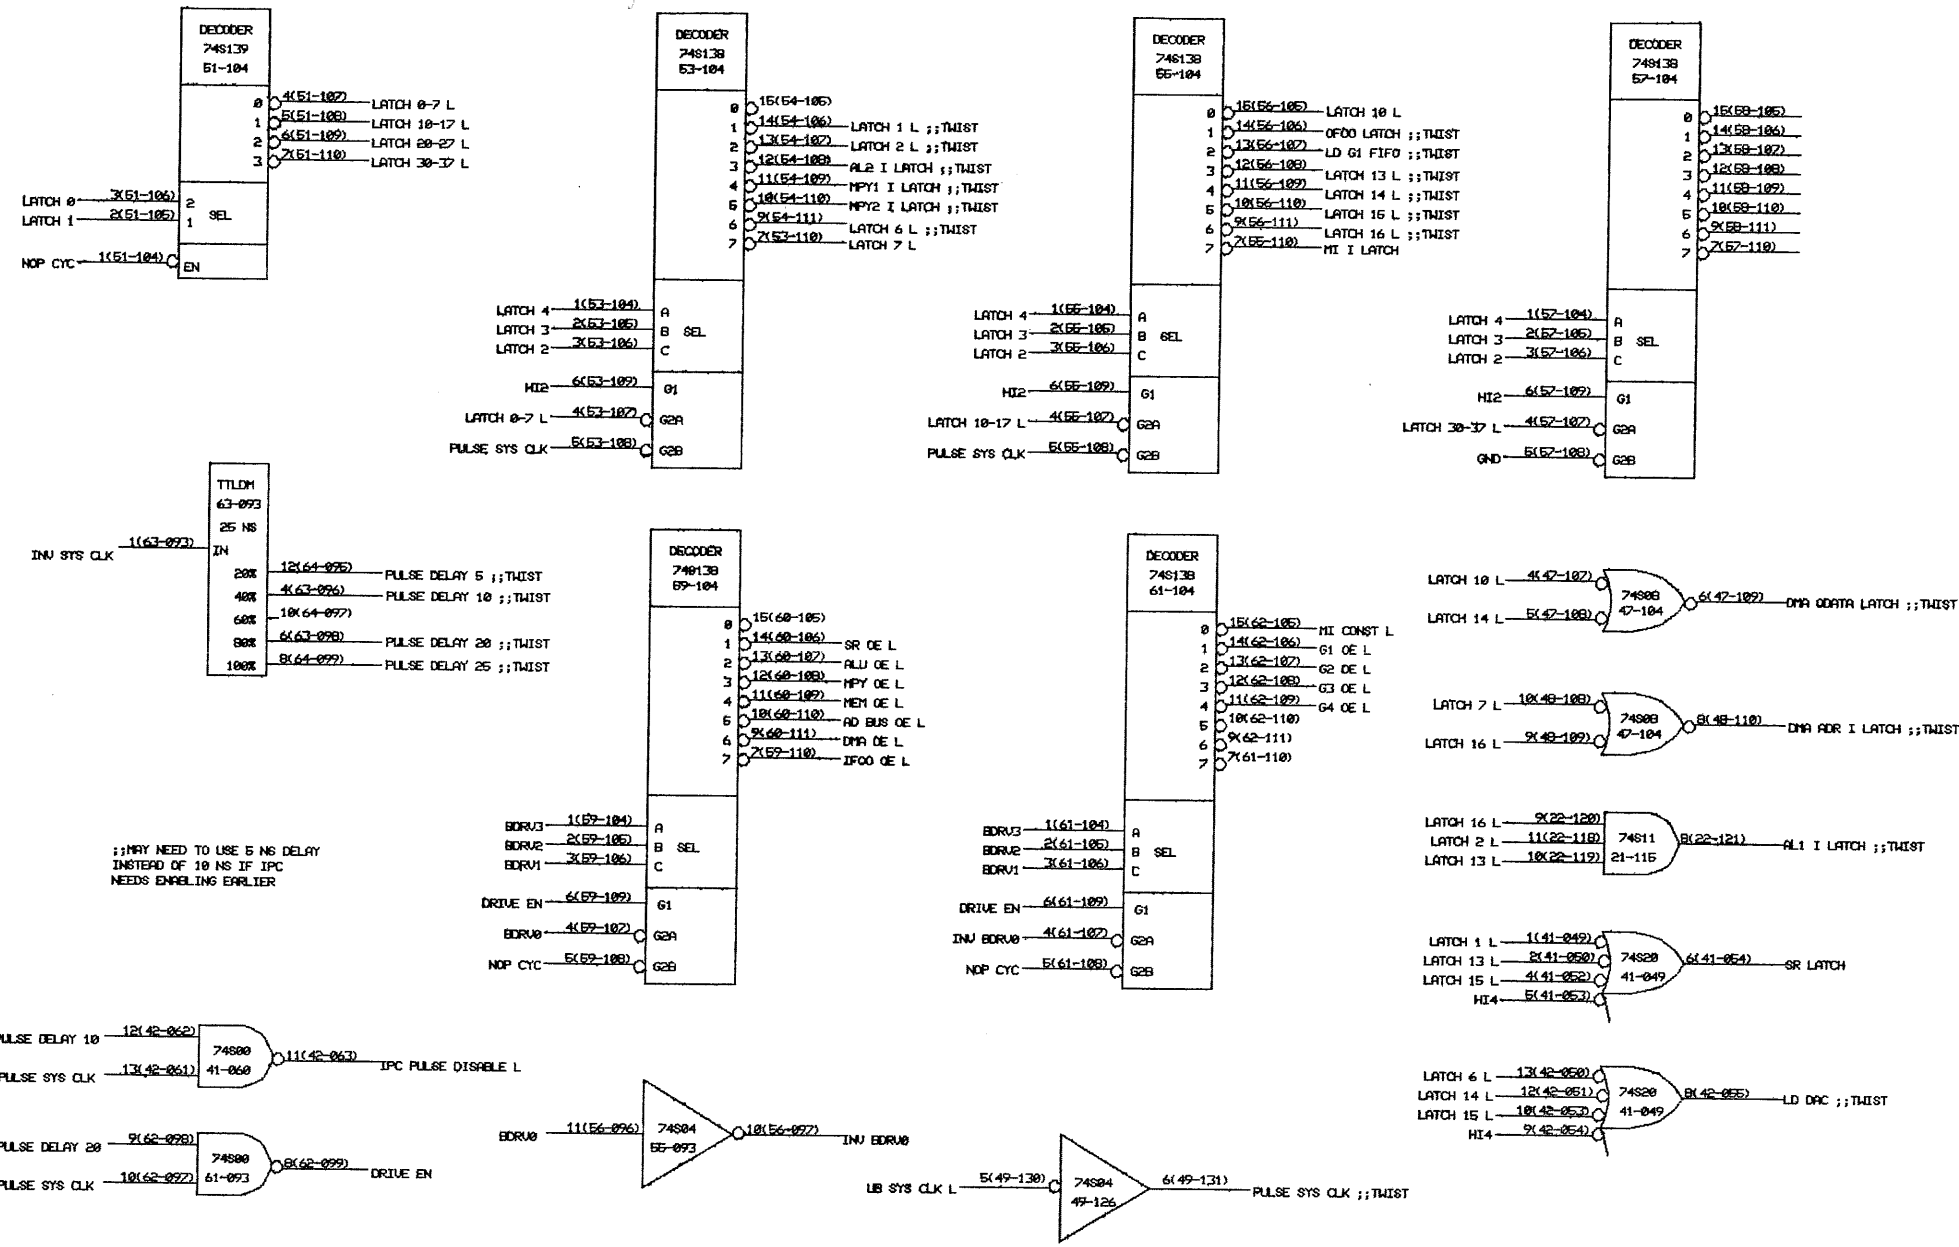 DECODER
74S139
51-104
0 4(51-107) LATCH 0-7 L
1 5(51-108) LATCH 10-17 L
2 6(51-109) LATCH 20-27 L
3 7(51-110) LATCH 30-37 L
LATCH 0 3(51-106) 2
SEL
LATCH 1 2(51-105) 1
NOP CYC 1(51-104) EN
DECODER
74S138
53-104
0 15(54-105)
1 14(54-106) LATCH 1 L ;;TWIST
2 13(54-107) LATCH 2 L ;;TWIST
3 12(54-108) AL2 I LATCH ;;TWIST
4 11(54-109) MPY1 I LATCH ;;TWIST
5 10(54-110) MPY2 I LATCH ;;TWIST
6 9(54-111) LATCH 6 L ;;TWIST
7 7(53-110) LATCH 7 L
LATCH 4 1(53-104) A
LATCH 3 2(53-105) B SEL
LATCH 2 3(53-106) C
HI2 6(53-109) G1
LATCH 0-7 L 4(53-107) G2A
PULSE SYS CLK 5(53-108) G2B
DECODER
74S138
55-104
0 15(56-105) LATCH 10 L
1 14(56-106) OFDO LATCH ;;TWIST
2 13(56-107) LD G1 FIFO ;;TWIST
3 12(56-108) LATCH 13 L ;;TWIST
4 11(56-109) LATCH 14 L ;;TWIST
5 10(56-110) LATCH 15 L ;;TWIST
6 9(56-111) LATCH 16 L ;;TWIST
7 7(55-110) MI I LATCH
LATCH 4 1(55-104) A
LATCH 3 2(55-105) B SEL
LATCH 2 3(55-106) C
HI2 6(55-109) G1
LATCH 10-17 L 4(55-107) G2A
PULSE SYS CLK 5(55-108) G2B
DECODER
74S138
57-104
0 15(58-105)
1 14(58-106)
2 13(58-107)
3 12(58-108)
4 11(58-109)
5 10(58-110)
6 9(58-111)
7 7(57-110)
LATCH 4 1(57-104) A
LATCH 3 2(57-105) B SEL
LATCH 2 3(57-106) C
HI2 6(57-109) G1
LATCH 30-37 L 4(57-107) G2A
GND 5(57-108) G2B
TTLDM
63-093
25 NS
INV SYS CLK 1(63-093) IN
20% 12(64-095) PULSE DELAY 5 ;;TWIST
40% 4(63-096) PULSE DELAY 10 ;;TWIST
60% 10(64-097)
80% 6(63-098) PULSE DELAY 20 ;;TWIST
100% 8(64-099) PULSE DELAY 25 ;;TWIST
;;MAY NEED TO USE 5 NS DELAY
INSTEAD OF 10 NS IF IPC
NEEDS ENABLING EARLIER
DECODER
74S138
59-104
0 15(60-105)
1 14(60-106) SR OE L
2 13(60-107) ALU OE L
3 12(60-108) MPY OE L
4 11(60-109) MEM OE L
5 10(60-110) AD BUS OE L
6 9(60-111) DMA OE L
7 7(59-110) IFDO OE L
BDRV3 1(59-104) A
BDRV2 2(59-105) B SEL
BDRV1 3(59-106) C
DRIVE EN 6(59-109) G1
BDRV0 4(59-107) G2A
NOP CYC 5(59-108) G2B
DECODER
74S138
61-104
0 15(62-105) MI CONST L
1 14(62-106) G1 OE L
2 13(62-107) G2 OE L
3 12(62-108) G3 OE L
4 11(62-109) G4 OE L
5 10(62-110)
6 9(62-111)
7 7(61-110)
BDRV3 1(61-104) A
BDRV2 2(61-105) B SEL
BDRV1 3(61-106) C
DRIVE EN 6(61-109) G1
INV BDRV0 4(61-107) G2A
NOP CYC 5(61-108) G2B
LATCH 10 L 4(47-107)
74S08 6(47-109) DMA ODATA LATCH ;;TWIST
47-104
LATCH 14 L 5(47-108)
LATCH 7 L 10(48-108)
74S08 8(48-110) DMA ADR I LATCH ;;TWIST
47-104
LATCH 16 L 9(48-109)
LATCH 16 L 9(22-120)
LATCH 2 L 11(22-118) 74S11 8(22-121) AL1 I LATCH ;;TWIST
LATCH 13 L 10(22-119) 21-115
LATCH 1 L 1(41-049)
LATCH 13 L 2(41-050) 74S20 6(41-054) SR LATCH
LATCH 15 L 4(41-052) 41-049
HI4 5(41-053)
LATCH 6 L 13(42-050)
LATCH 14 L 12(42-051) 74S20 8(42-055) LD DAC ;;TWIST
LATCH 15 L 10(42-053) 41-049
HI4 9(42-054)
PULSE DELAY 10 12(42-062)
74S00 11(42-063) IPC PULSE DISABLE L
PULSE SYS CLK 13(42-061) 41-060
PULSE DELAY 20 9(62-098)
74S00 8(62-099) DRIVE EN
PULSE SYS CLK 10(62-097) 61-093
BDRV0 11(56-096) 74S04 10(56-097) INV BDRV0
55-093
UB SYS CLK L 5(49-130) 74S04 6(49-131) PULSE SYS CLK ;;TWIST
49-126